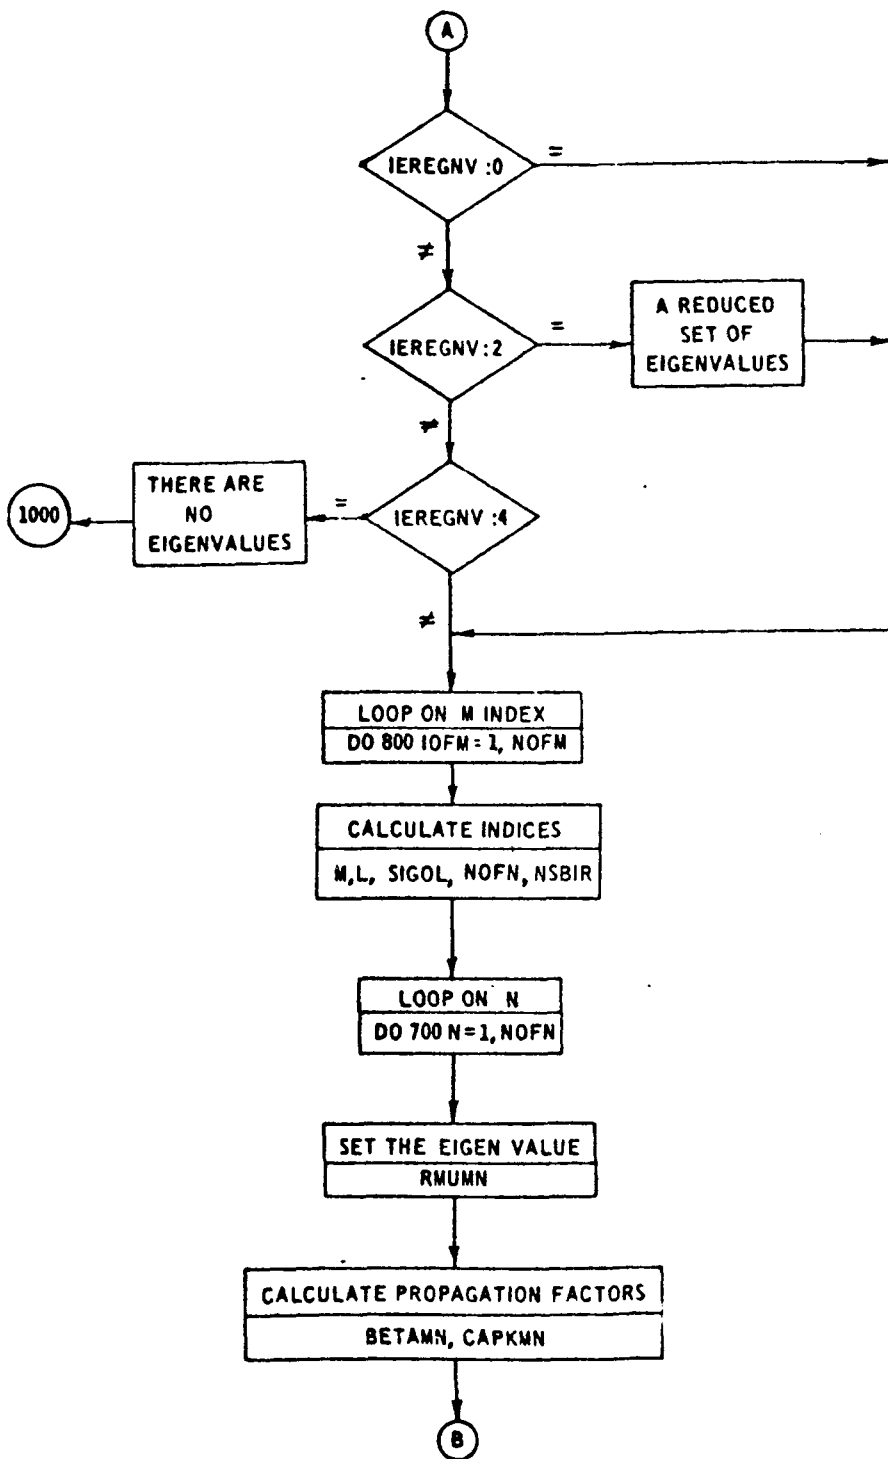 A
IEREGNV :0
=
≠
IEREGNV:2
=
A REDUCED
SET OF
EIGENVALUES
≠
IEREGNV :4
=
THERE ARE
NO
EIGENVALUES
1000
≠
LOOP ON M INDEX
DO 800 IOFM = 1, NOFM
CALCULATE INDICES
M,L, SIGOL, NOFN, NSBIR
LOOP ON N
DO 700 N=1, NOFN
SET THE EIGEN VALUE
RMUMN
CALCULATE PROPAGATION FACTORS
BETAMN, CAPKMN
B